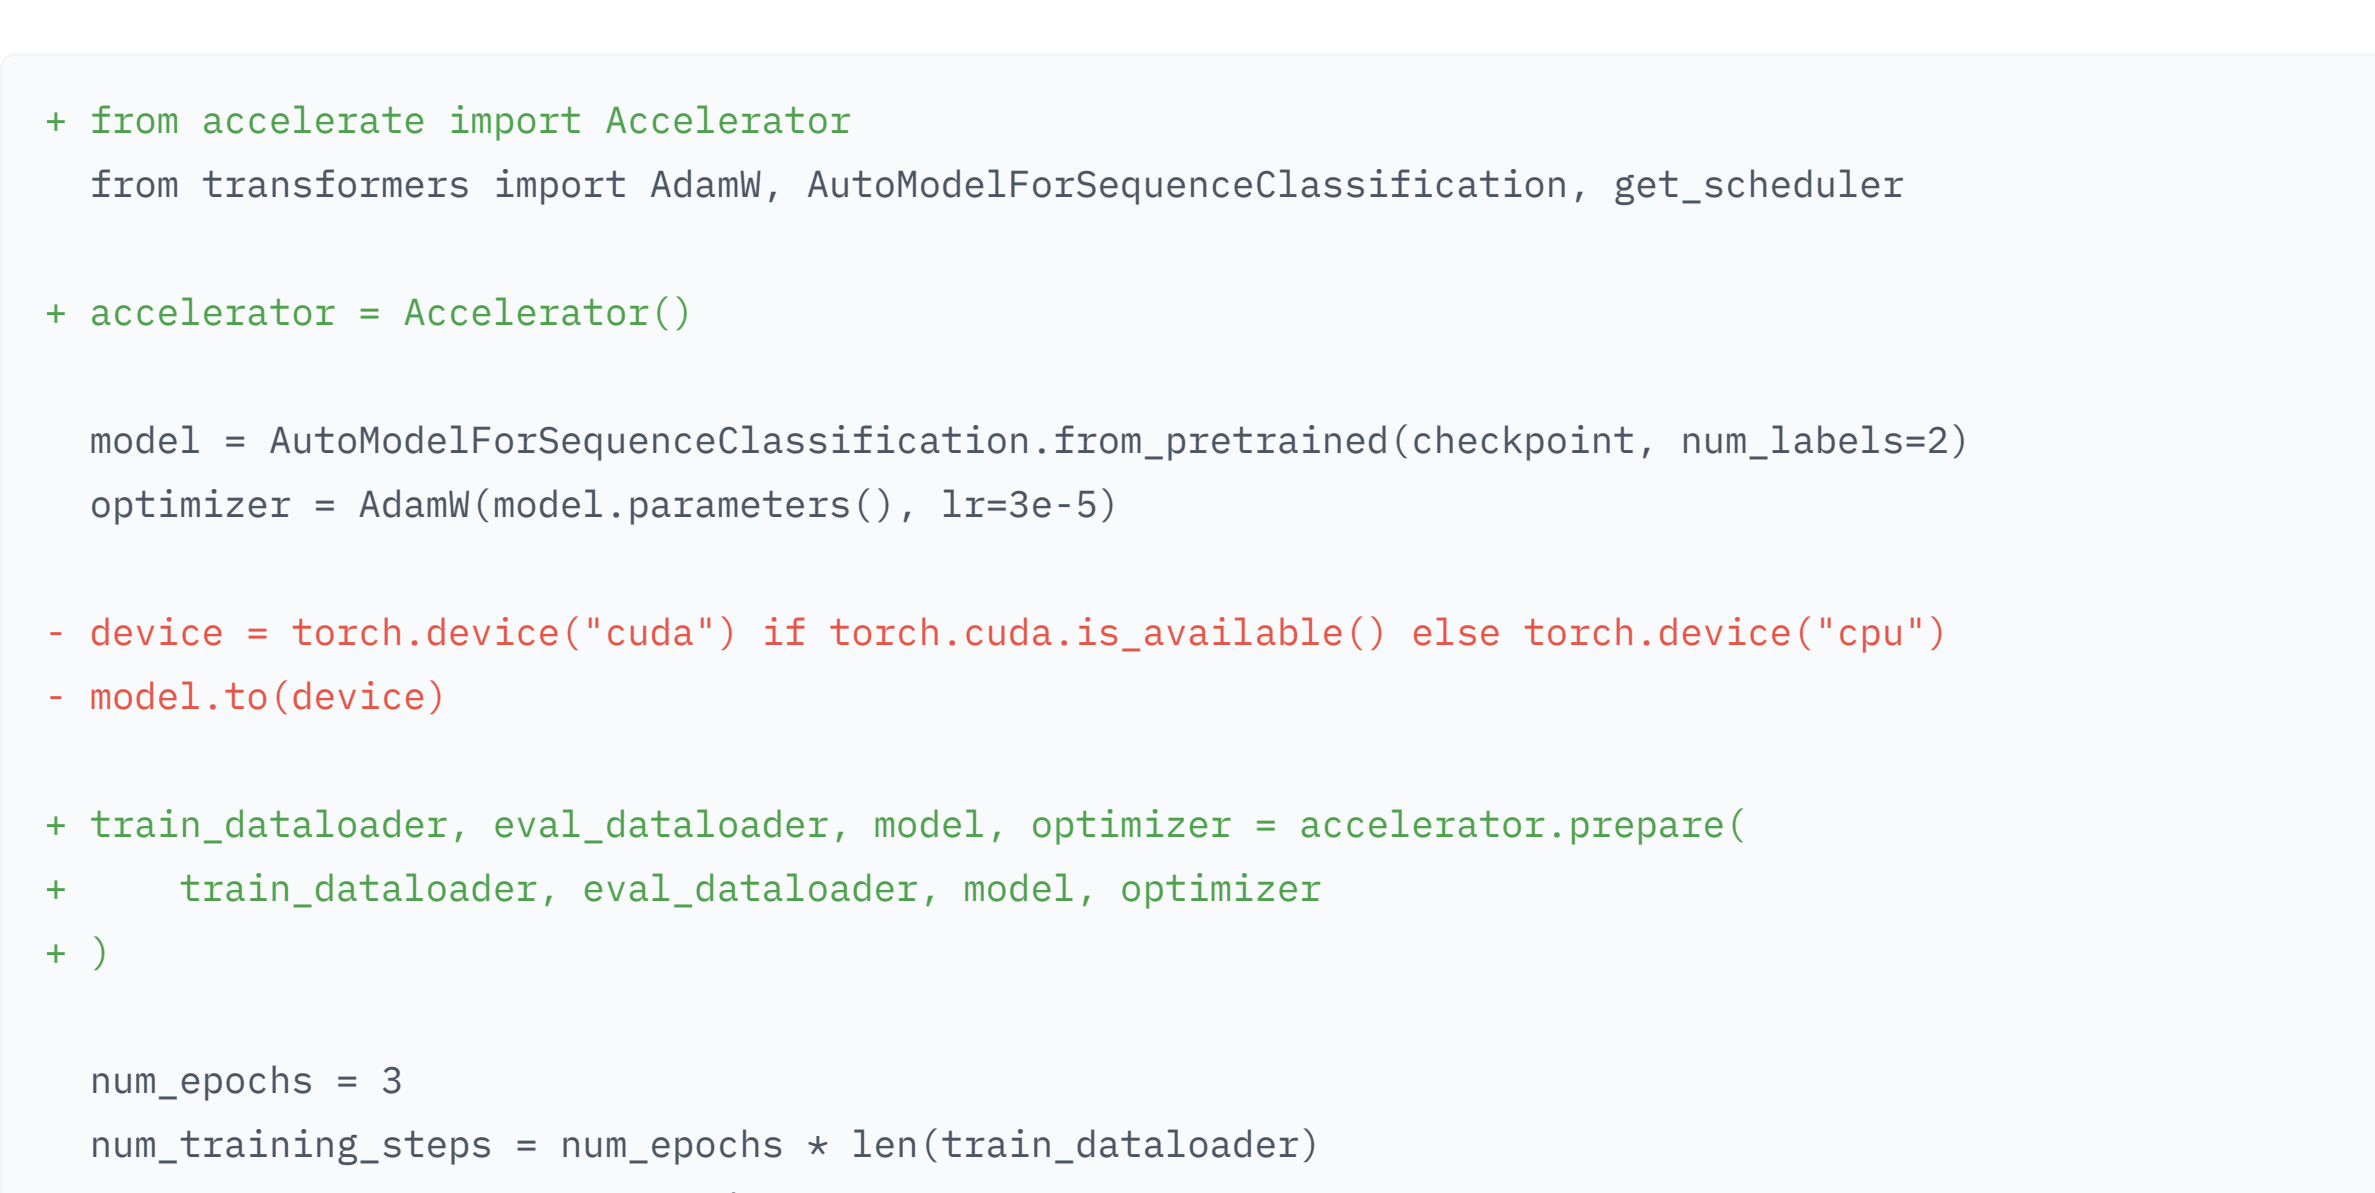 + from accelerate import Accelerator
  from transformers import AdamW, AutoModelForSequenceClassification, get_scheduler

+ accelerator = Accelerator()

  model = AutoModelForSequenceClassification.from_pretrained(checkpoint, num_labels=2)
  optimizer = AdamW(model.parameters(), lr=3e-5)

- device = torch.device("cuda") if torch.cuda.is_available() else torch.device("cpu")
- model.to(device)

+ train_dataloader, eval_dataloader, model, optimizer = accelerator.prepare(
+     train_dataloader, eval_dataloader, model, optimizer
+ )

  num_epochs = 3
  num_training_steps = num_epochs * len(train_dataloader)